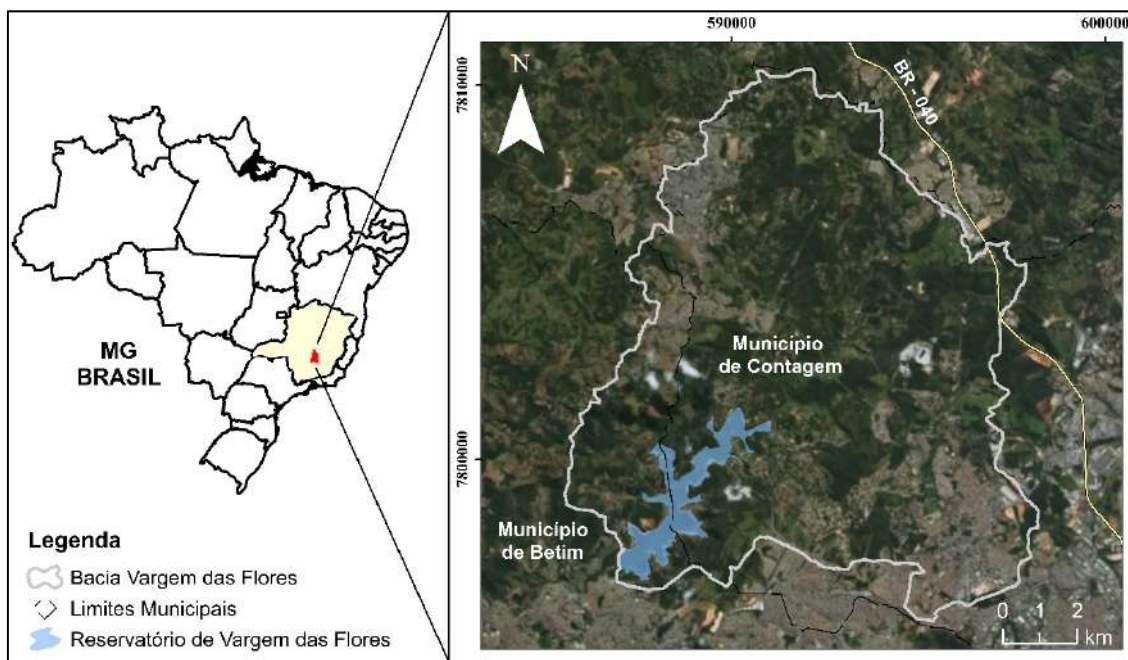 MG
BRASIL
Legenda
Bacia Vargem das Flores
Limites Municipais
Reservatório de Vargem das Flores
590000
600000
7810000
7800000
N
BR - 040
Município
de Contagem
Município
de Betim
0 1 2
km